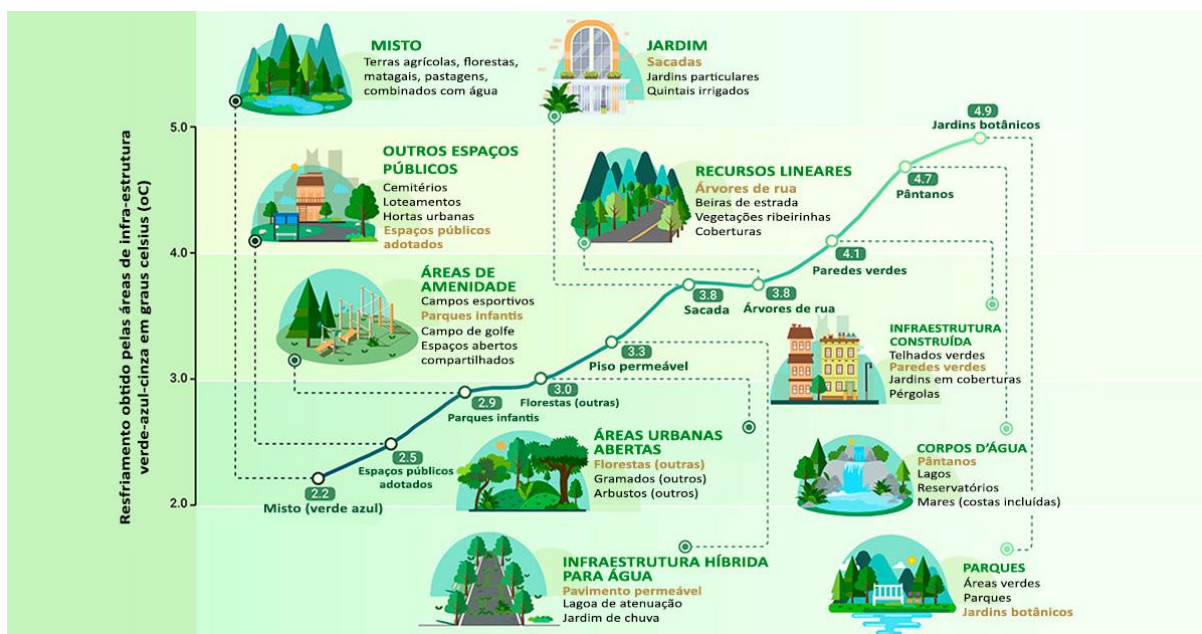 MISTO
Terras agrícolas, florestas,
matagais, pastagens,
combinados com água
JARDIM
Sacadas
Jardins particulares
Quintais irrigados
Resfriamento obtido pelas áreas de infra-estrutura
verde-azul-cinza em graus celsius (oC)
5.0
4.0
3.0
2.0
OUTROS ESPAÇOS
PÚBLICOS
Cemitérios
Loteamentos
Hortas urbanas
Espaços públicos
adotados
RECURSOS LINEARES
Árvores de rua
Beiras de estrada
Vegetações ribeirinhas
Coberturas
4.9
Jardins botânicos
4.7
Pântanos
4.1
Paredes verdes
3.8
Árvores de rua
3.8
Sacada
3.3
Piso permeável
3.0
Florestas (outras)
2.9
Parques infantis
2.5
Espaços públicos
adotados
2.2
Misto (verde azul)
ÁREAS DE
AMENIDADE
Campos esportivos
Parques infantis
Campo de golfe
Espaços abertos
compartilhados
INFRAESTRUTURA
CONSTRUÍDA
Telhados verdes
Paredes verdes
Jardins em coberturas
Pérgolas
ÁREAS URBANAS
ABERTAS
Florestas (outras)
Gramados (outros)
Arbustos (outros)
CORPOS D'ÁGUA
Pântanos
Lagos
Reservatórios
Mares (costas incluídas)
INFRAESTRUTURA HÍBRIDA
PARA ÁGUA
Pavimento permeável
Lagoa de atenuação
Jardim de chuva
PARQUES
Áreas verdes
Parques
Jardins botânicos